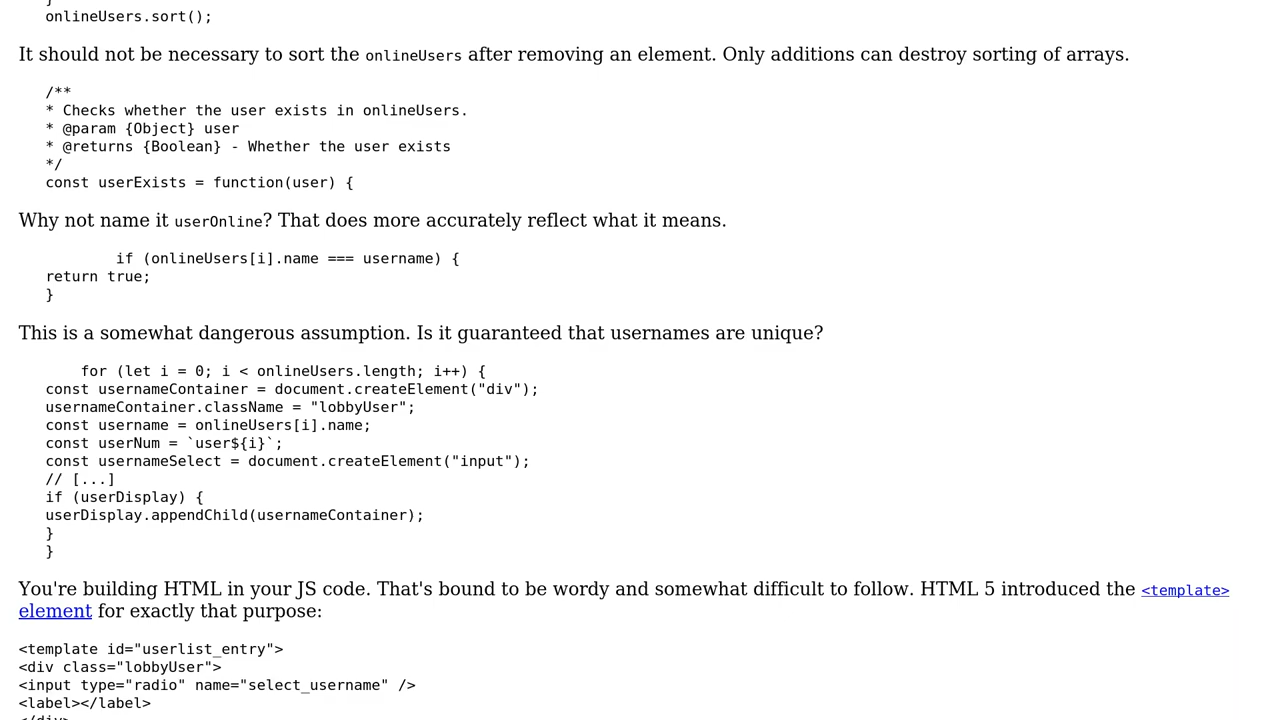 onlineUsers.sort();
It should not be necessary to sort the onlineUsers after removing an element. Only additions can destroy sorting of arrays.
/**
* Checks whether the user exists in onlineUsers.
* @param {Object} user
* @returns {Boolean} - Whether the user exists
*/
const userExists = function(user) {
Why not name it userOnline? That does more accurately reflect what it means.
if (onlineUsers[i].name === username) {
return true;
}
This is a somewhat dangerous assumption. Is it guaranteed that usernames are unique?
for (let i = 0; i < onlineUsers.length; i++) {
const usernameContainer = document.createElement("div");
usernameContainer.className = "lobbyUser";
const username = onlineUsers[i].name;
const userNum = `user${i}`;
const usernameSelect = document.createElement("input");
// [...]
if (userDisplay) {
userDisplay.appendChild(usernameContainer);
}
}
You're building HTML in your JS code. That's bound to be wordy and somewhat difficult to follow. HTML 5 introduced the <template>
element for exactly that purpose:
<template id="userlist_entry">
<div class="lobbyUser">
<input type="radio" name="select_username" />
<label></label>